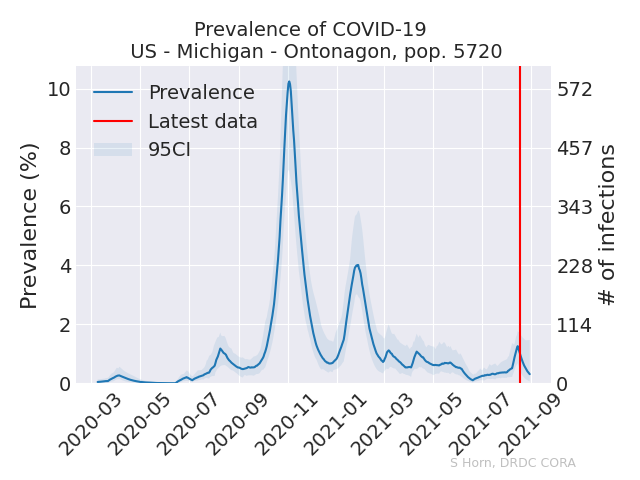 Prevalence of COVID-19
US - Michigan - Ontonagon, pop. 5720
Prevalence
Latest data
95CI
Prevalence (%)
10
8
6
4
2
0
572
457
343
228
114
0
# of infections
2020-03
2020-05
2020-07
2020-09
2020-11
2021-01
2021-03
2021-05
2021-07
2021-09
S Horn, DRDC CORA